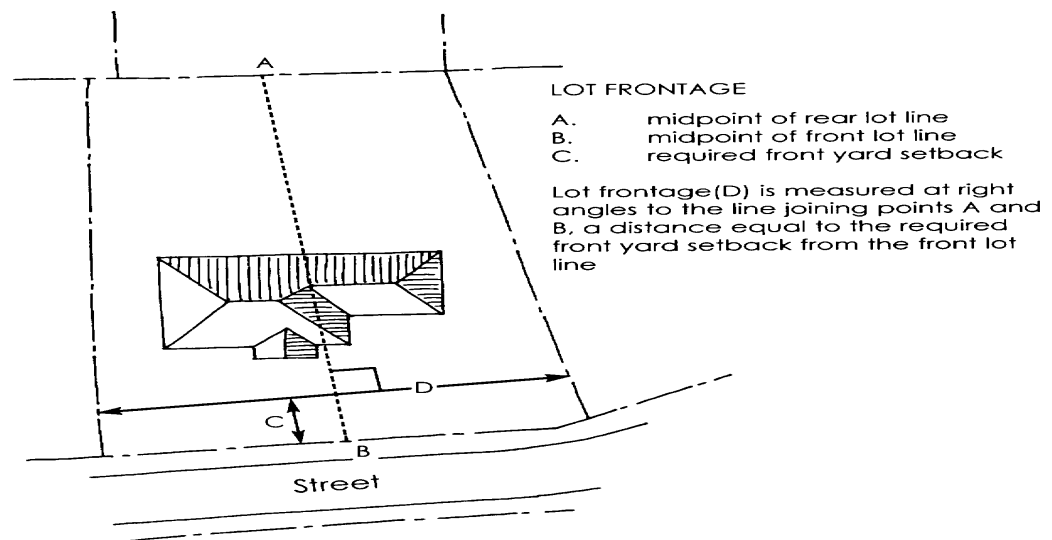 A
LOT FRONTAGE
A. midpoint of rear lot line
B. midpoint of front lot line
C. required front yard setback
Lot frontage(D) is measured at right
angles to the line joining points A and
B, a distance equal to the required
front yard setback from the front lot
line
D
C
B
Street